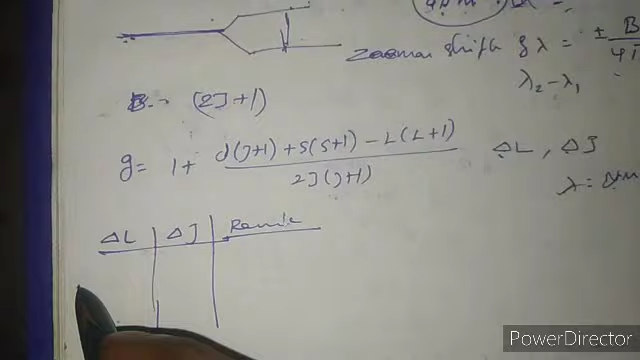 Zeeman shift δλ = ± B
λ₂ - λ₁
B → (2J+1)
g = 1 + J(J+1) + S(S+1) - L(L+1) / 2J(J+1)
ΔL, ΔJ
λ =
ΔL | ΔJ | Remark
PowerDirector